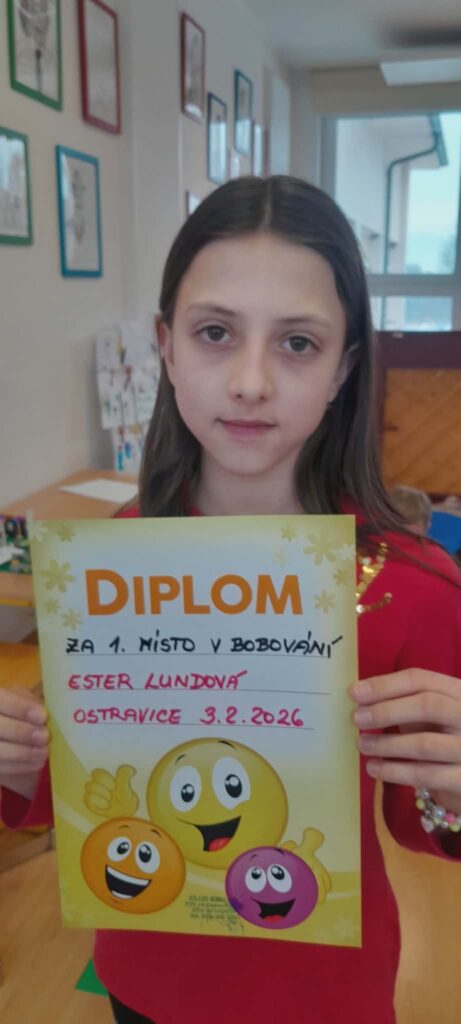 DIPLOM
ZA 1. MÍSTO V BOBOVÁNÍ
ESTER LUNDOVÁ
OSTRAVICE 3.2.2026